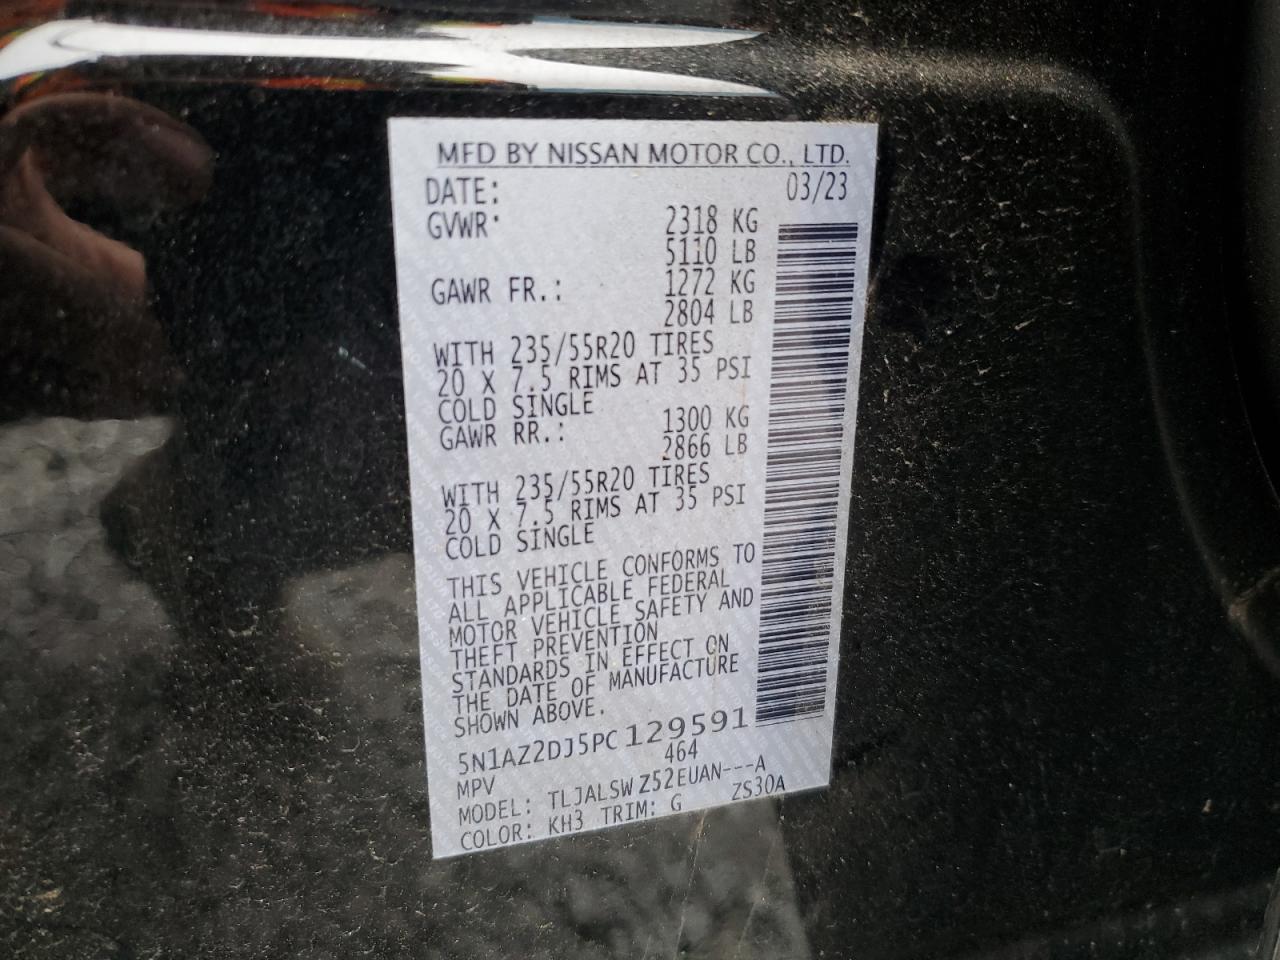 MFD BY NISSAN MOTOR CO., LTD.
DATE: 03/23
GVWR: 2318 KG
5110 LB
GAWR FR.: 1272 KG
2804 LB
WITH 235/55R20 TIRES
20 X 7.5 RIMS AT 35 PSI
COLD SINGLE
GAWR RR.: 1300 KG
2866 LB
WITH 235/55R20 TIRES
20 X 7.5 RIMS AT 35 PSI
COLD SINGLE
THIS VEHICLE CONFORMS TO
ALL APPLICABLE FEDERAL
MOTOR VEHICLE SAFETY AND
THEFT PREVENTION
STANDARDS IN EFFECT ON
THE DATE OF MANUFACTURE
SHOWN ABOVE.
5N1AZ2DJ5PC129591
MPV 464
MODEL: TLJALSWZ52EUAN---A
COLOR: KH3 TRIM: G ZS30A